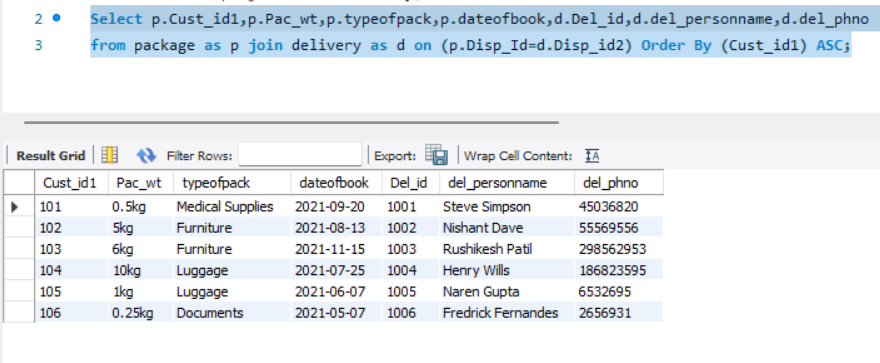 2 Select p.Cust_id1,p.Pac_wt,p.typeofpack,p.dateofbook,d.Del_id,d.del_personname,d.del_phno
3 from package as p join delivery as d on (p.Disp_Id=d.Disp_id2) Order By (Cust_id1) ASC;
Result Grid Filter Rows: Export: Wrap Cell Content:
Cust_id1 Pac_wt typeofpack dateofbook Del_id del_personname del_phno
101 0.5kg Medical Supplies 2021-09-20 1001 Steve Simpson 45036820
102 5kg Furniture 2021-08-13 1002 Nishant Dave 55569556
103 6kg Furniture 2021-11-15 1003 Rushikesh Patil 298562953
104 10kg Luggage 2021-07-25 1004 Henry Wills 186823595
105 1kg Luggage 2021-06-07 1005 Naren Gupta 6532695
106 0.25kg Documents 2021-05-07 1006 Fredrick Fernandes 2656931